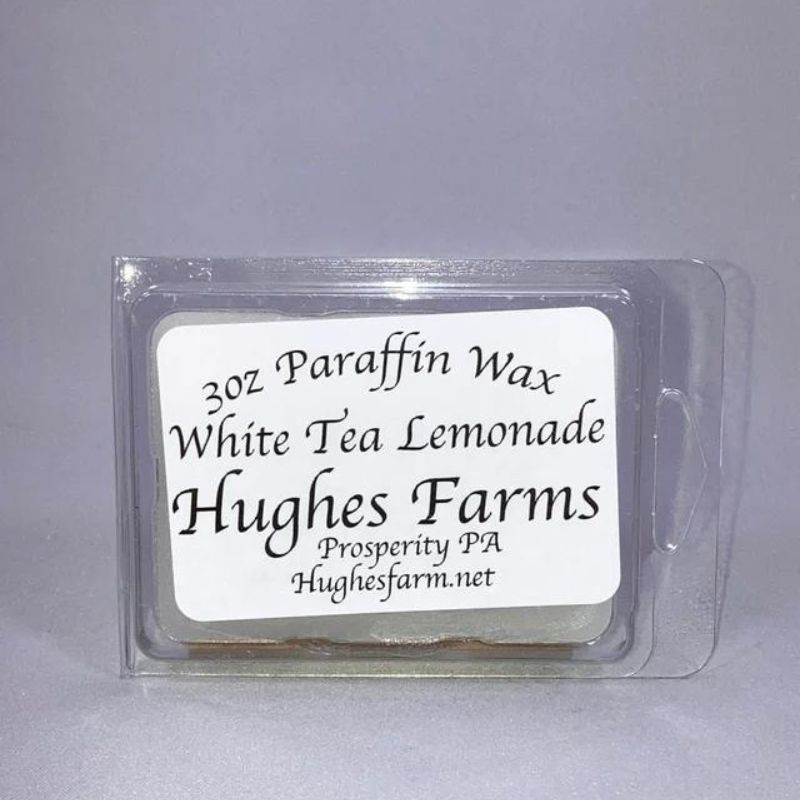 3oz Paraffin Wax
White Tea Lemonade
Hughes Farms
Prosperity PA
Hughesfarm.net